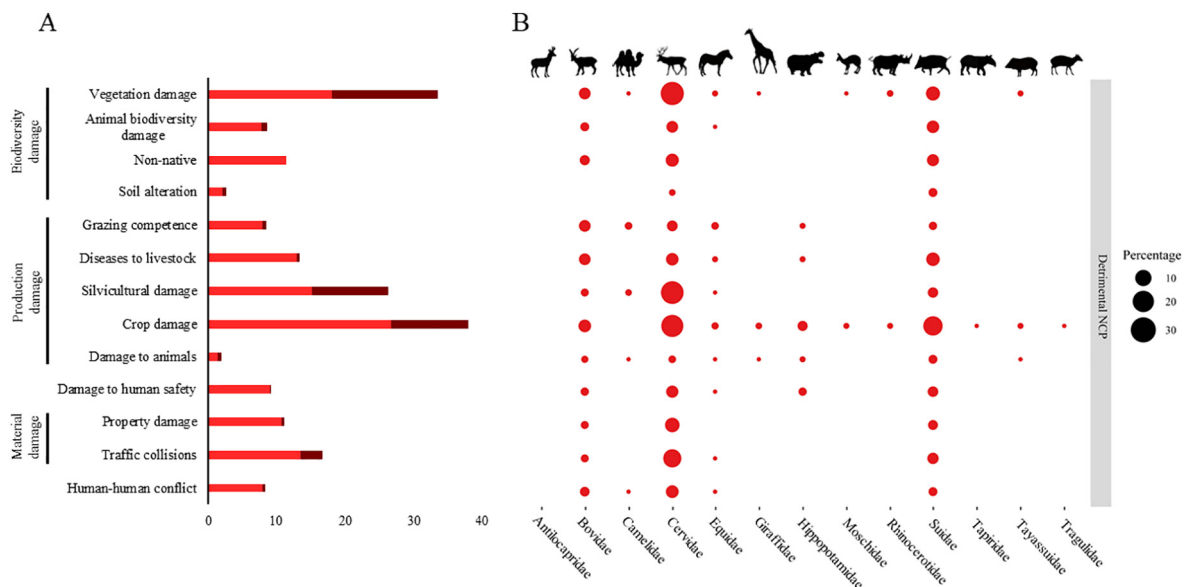 A
B
Biodiversity
damage
Vegetation damage
Animal biodiversity
damage
Non-native
Soil alteration
Production
damage
Grazing competence
Diseases to livestock
Silvicultural damage
Crop damage
Damage to animals
Damage to human safety
Material
damage
Property damage
Traffic collisions
Human-human conflict
0 10 20 30 40
Antilocapridae
Bovidae
Camelidae
Cervidae
Equidae
Giraffidae
Hippopotamidae
Moschidae
Rhinocerotidae
Suidae
Tapiridae
Tayassuidae
Tragulidae
Detrimental NCP
Percentage
10
20
30